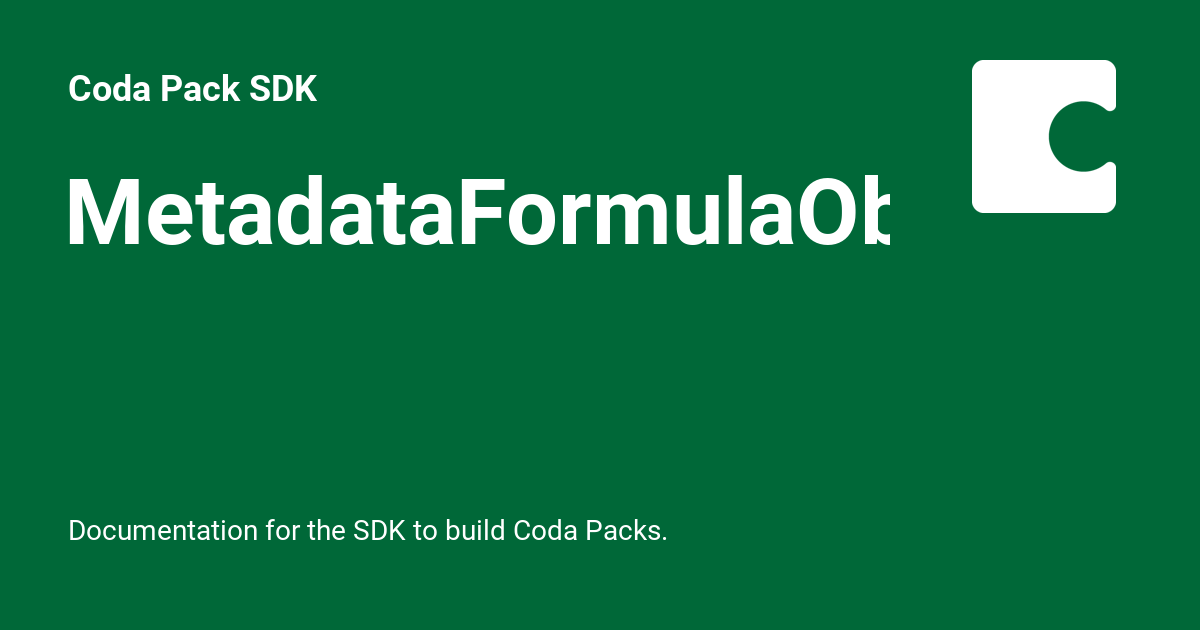 Coda Pack SDK
MetadataFormulaOb
Documentation for the SDK to build Coda Packs.